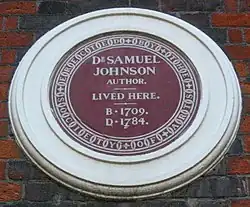 Dr SAMUEL
JOHNSON
AUTHOR.
LIVED HERE.
B·1709.
D·1784.